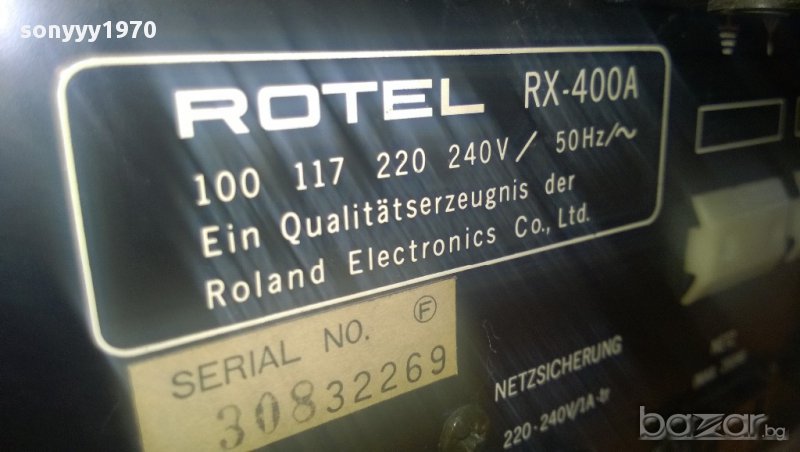 sonyyy1970
ROTEL RX-400A
100 117 220 240V/ 50Hz/~
Ein Qualitätserzeugnis der
Roland Electronics Co., Ltd.
SERIAL NO. Ⓕ
30832269
NETZSICHERUNG
220-240V/1A
NETZ
bazar.bg